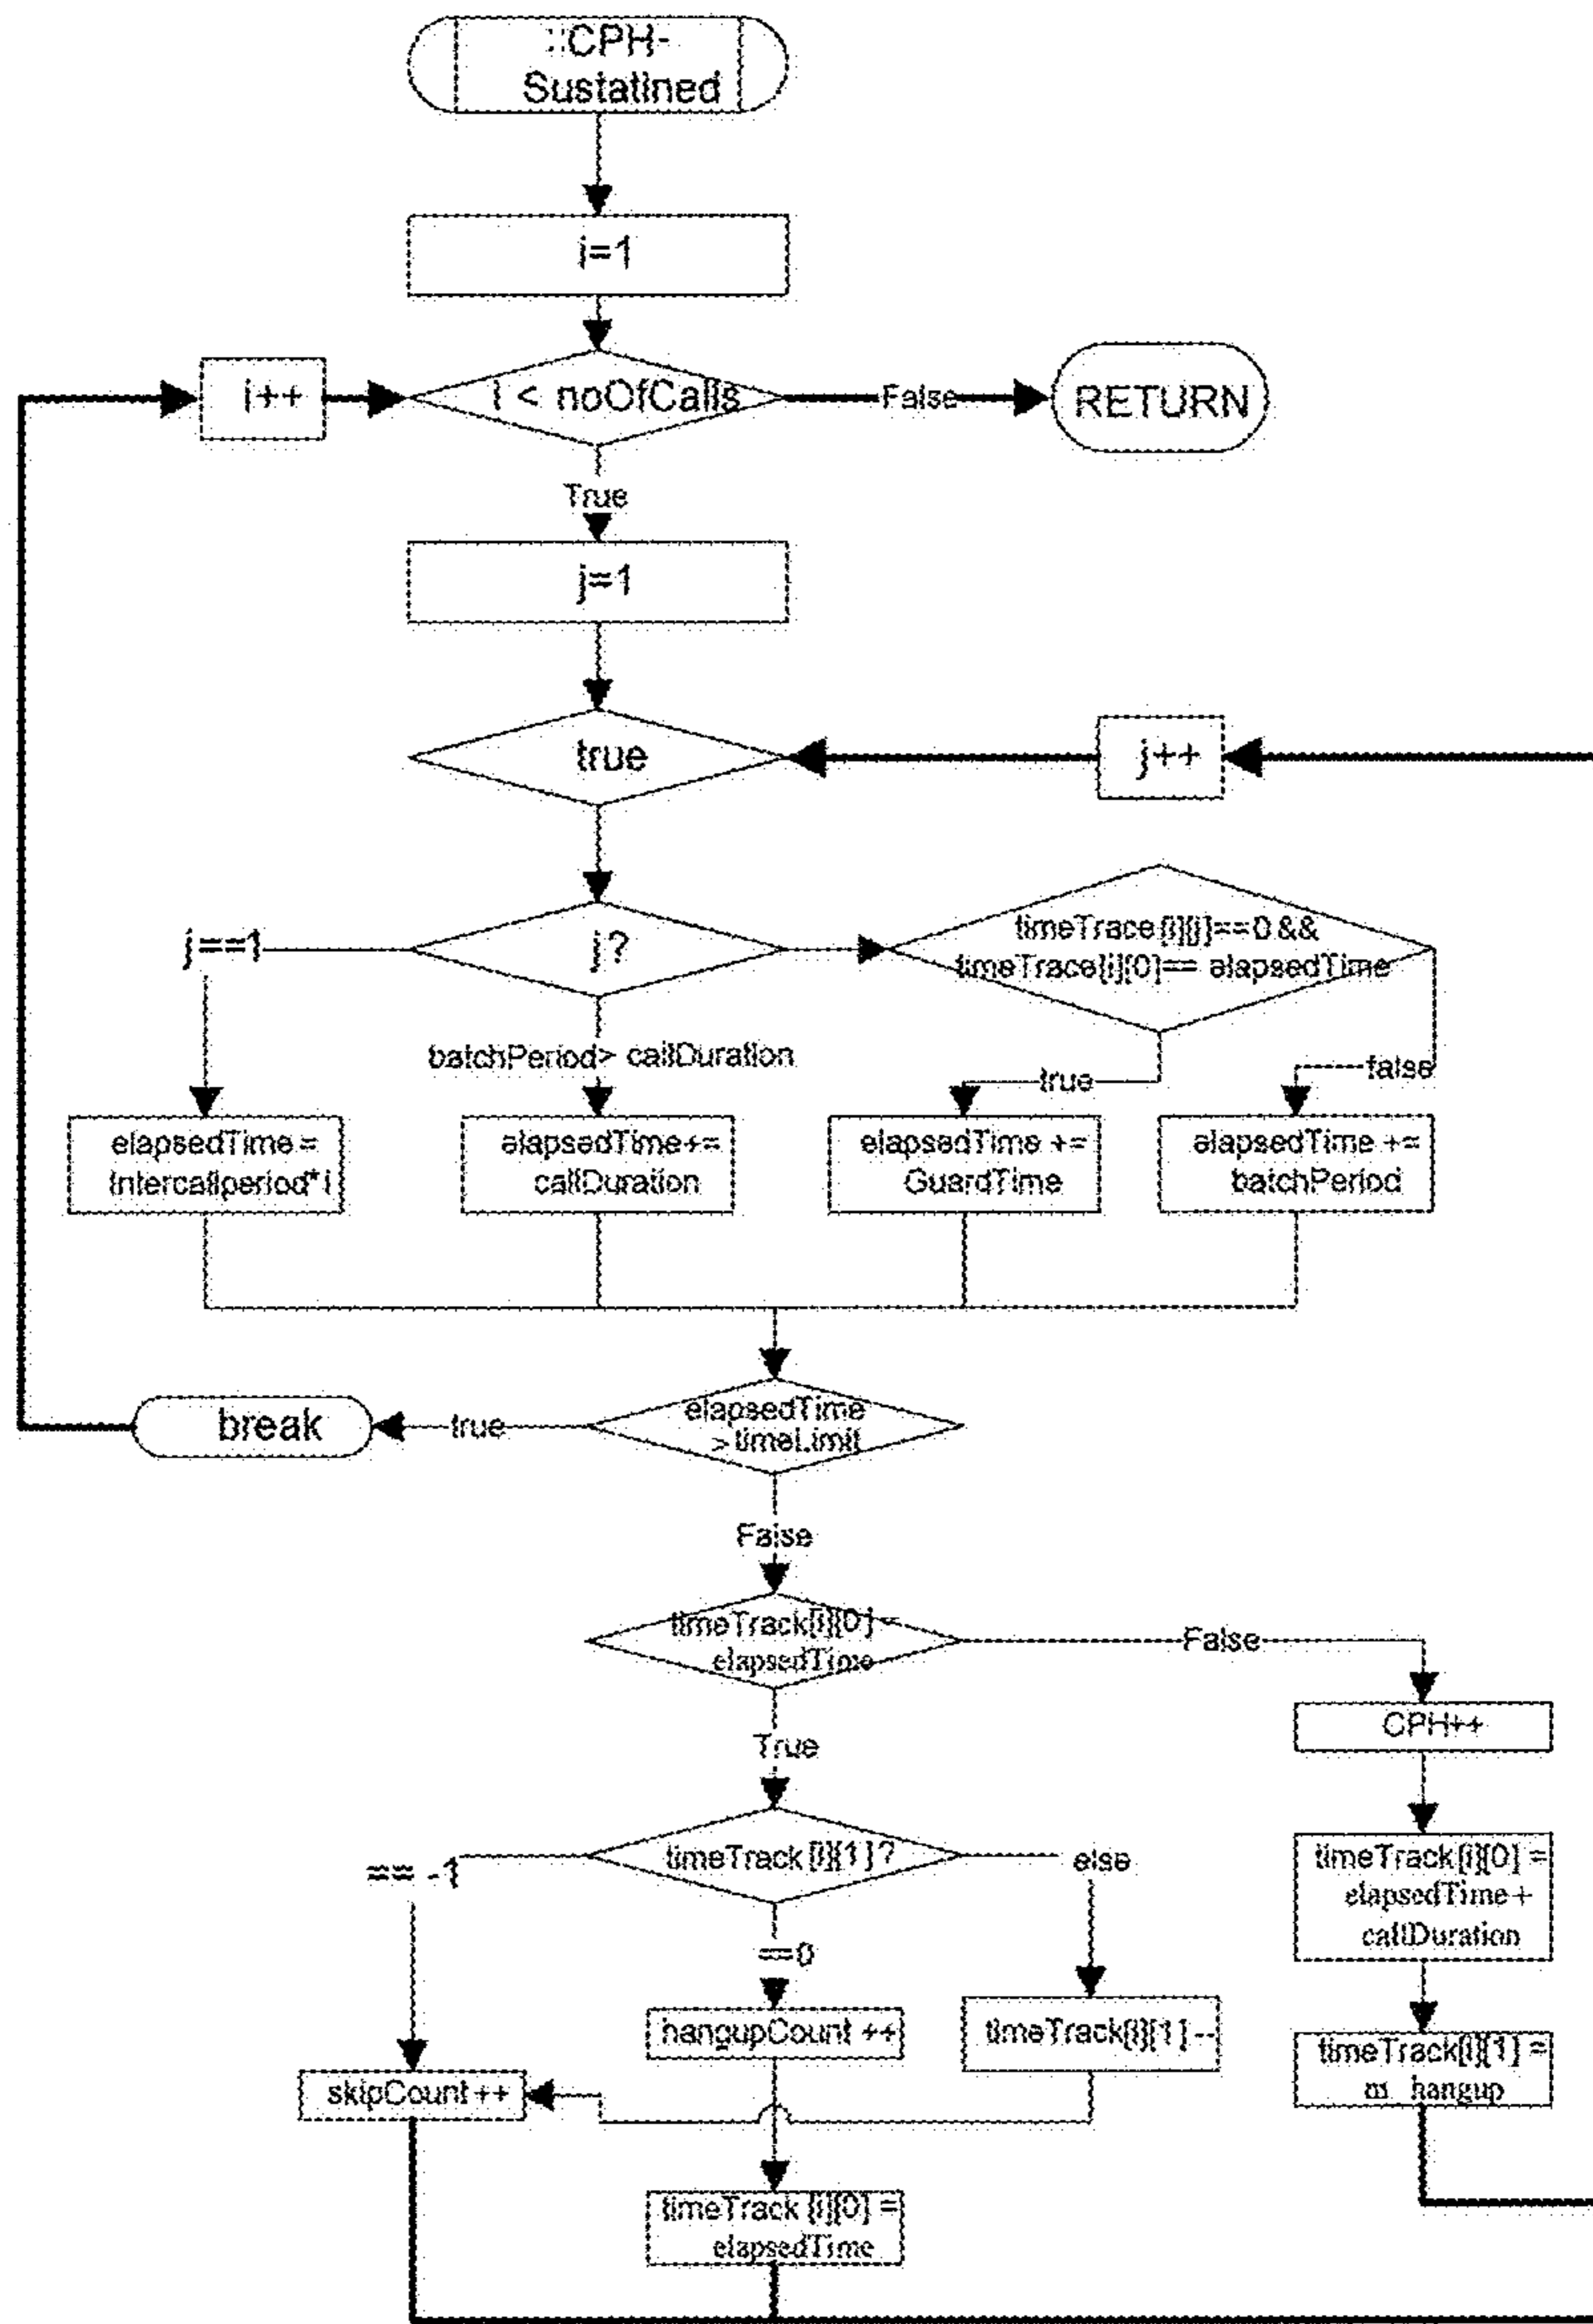 ::CPH-
Sustatined
i=1
i++
i < noOfCalls
False
RETURN
True
j=1
true
j++
j==1
j?
timeTrace[i][j]==0 &&
timeTrace[i][0]== elapsedTime
batchPeriod> callDuration
true
false
elapsedTime =
Intercallperiod*i
elapsedTime+=
callDuration
elapsedTime +=
GuardTime
elapsedTime +=
batchPeriod
break
true
elapsedTime
>timeLimit
False
timeTrack[i][0]
elapsedTime
False
CPH++
True
timeTrack[i][1]?
== -1
else
==0
timeTrack[i][0] =
elapsedTime+
callDuration
hangupCount ++
timeTrack[i][1]--
timeTrack[i][1] =
m_hangup
skipCount++
timeTrack [i][0] =
elapsedTime